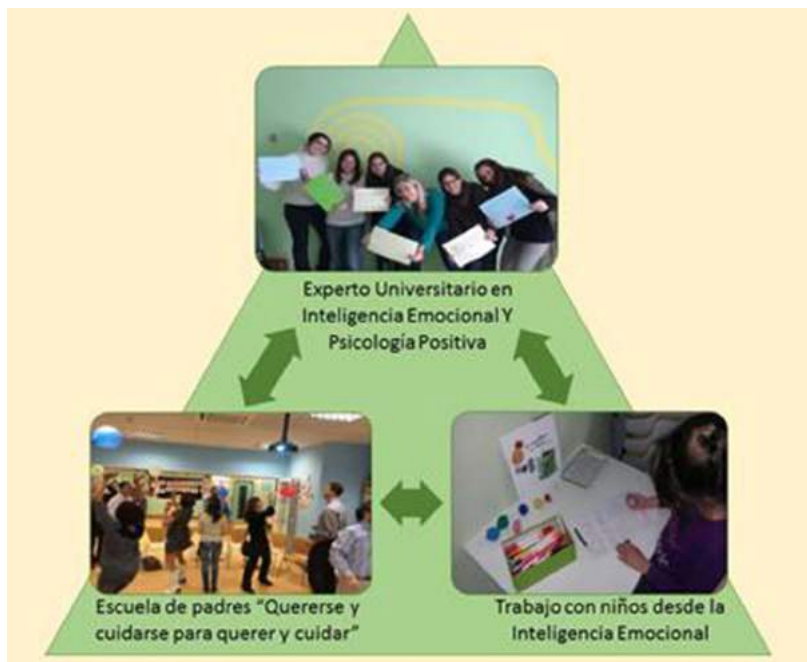 Experto Universitario en
Inteligencia Emocional Y
Psicología Positiva
Escuela de padres “Quererse y
cuidarse para querer y cuidar”
Trabajo con niños desde la
Inteligencia Emocional